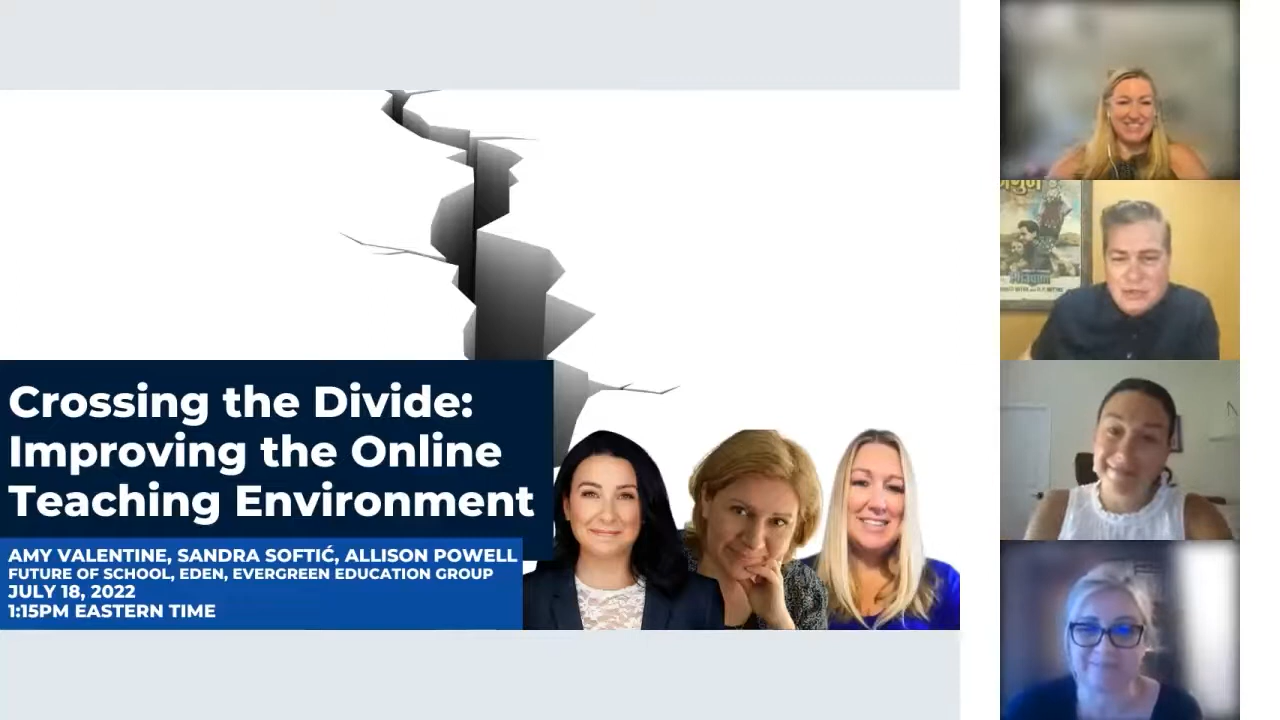 Crossing the Divide:
Improving the Online
Teaching Environment
AMY VALENTINE, SANDRA SOFTIĆ, ALLISON POWELL
FUTURE OF SCHOOL, EDEN, EVERGREEN EDUCATION GROUP
JULY 18, 2022
1:15PM EASTERN TIME